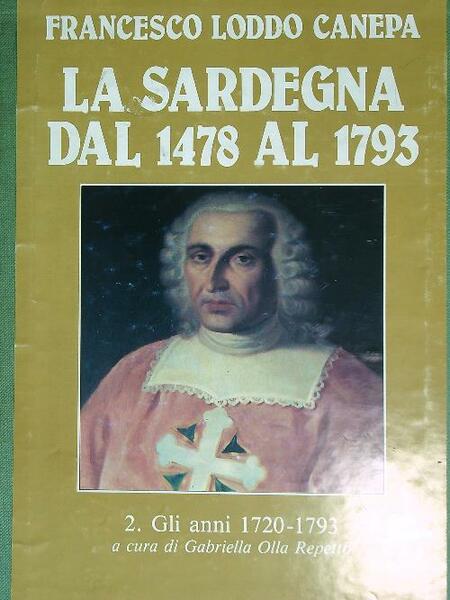 FRANCESCO LODDO CANEPA
LA SARDEGNA
DAL 1478 AL 1793
2. Gli anni 1720-1793
a cura di Gabriella Olla Repetto